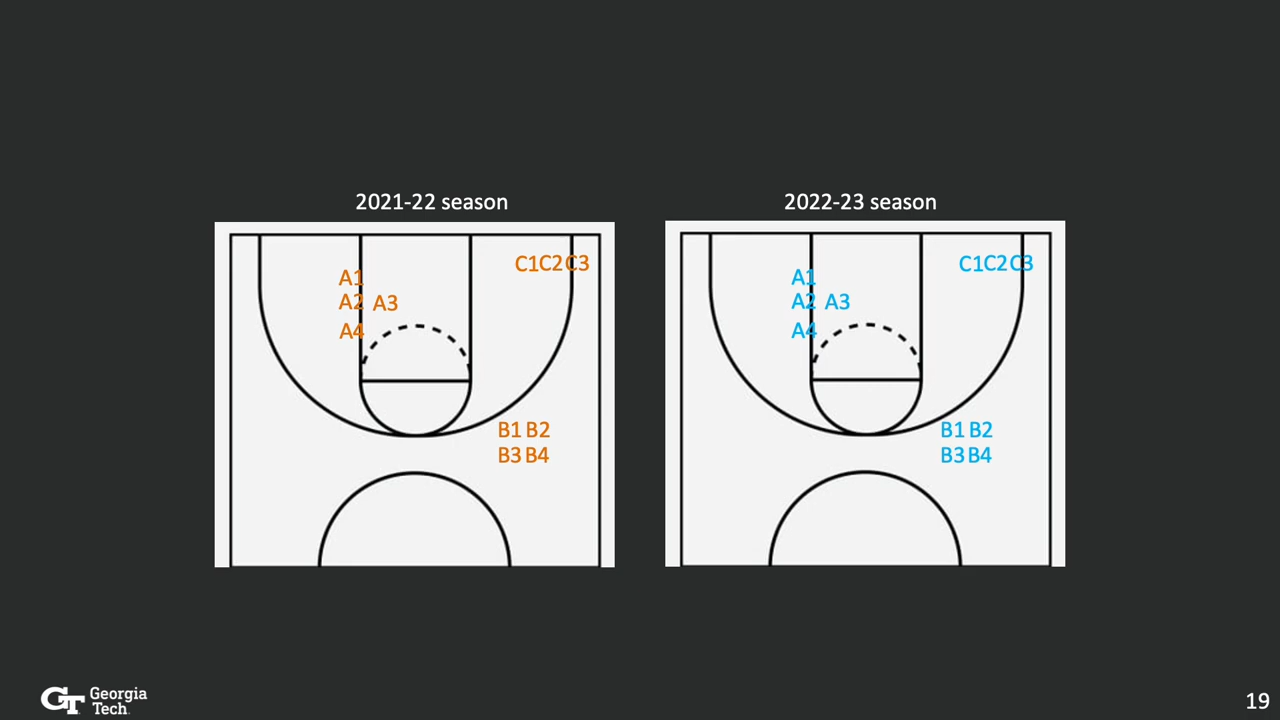 2021-22 season
C1C2C3
A1
A2 A3
A4
B1 B2
B3 B4
2022-23 season
C1C2C3
A1
A2 A3
A4
B1 B2
B3 B4
GT Georgia
Tech
19